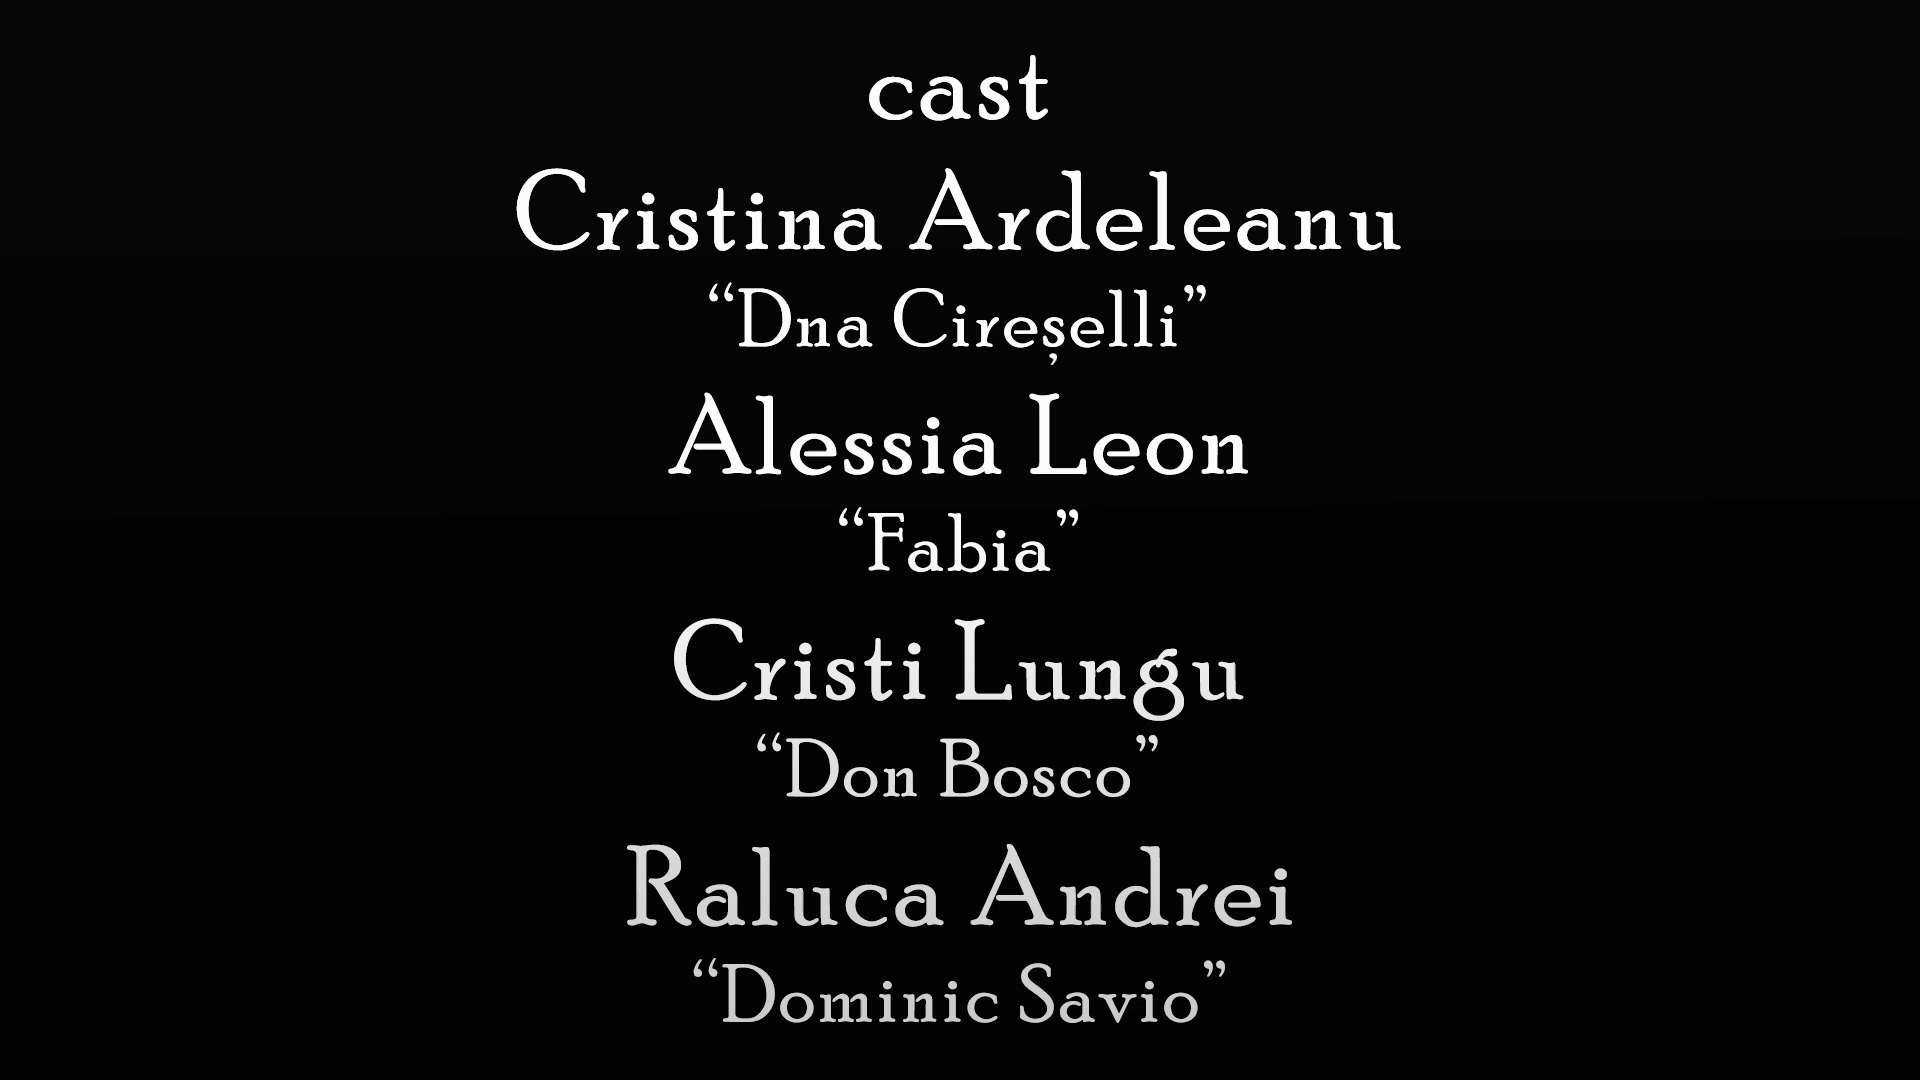 cast
Cristina Ardeleanu
“Dna Cireșelli”
Alessia Leon
“Fabia”
Cristi Lungu
“Don Bosco”
Raluca Andrei
“Dominic Savio”